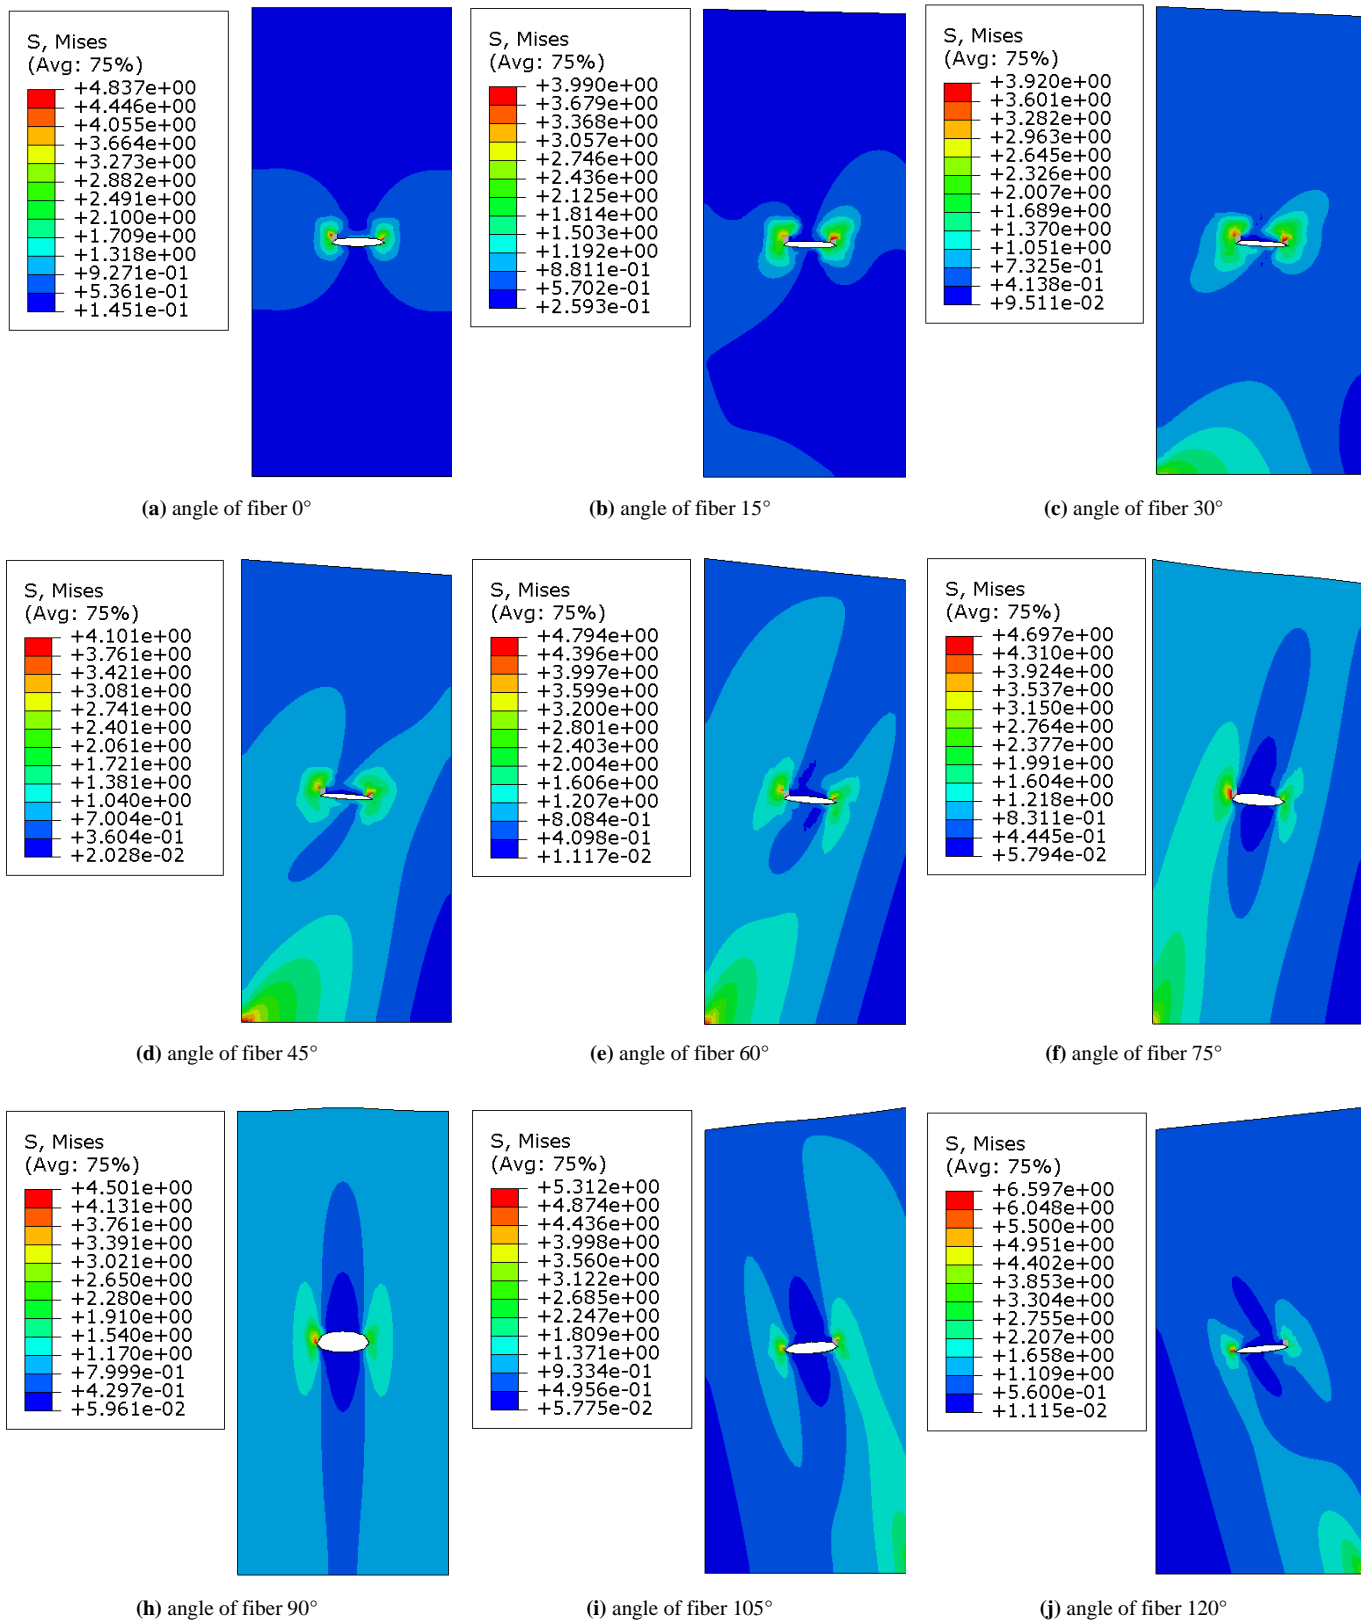 S, Mises
(Avg: 75%)
+4.837e+00
+4.446e+00
+4.055e+00
+3.664e+00
+3.273e+00
+2.882e+00
+2.491e+00
+2.100e+00
+1.709e+00
+1.318e+00
+9.271e-01
+5.361e-01
+1.451e-01
(a) angle of fiber 0°
S, Mises
(Avg: 75%)
+3.990e+00
+3.679e+00
+3.368e+00
+3.057e+00
+2.746e+00
+2.436e+00
+2.125e+00
+1.814e+00
+1.503e+00
+1.192e+00
+8.811e-01
+5.702e-01
+2.593e-01
(b) angle of fiber 15°
S, Mises
(Avg: 75%)
+3.920e+00
+3.601e+00
+3.282e+00
+2.963e+00
+2.645e+00
+2.326e+00
+2.007e+00
+1.689e+00
+1.370e+00
+1.051e+00
+7.325e-01
+4.138e-01
+9.511e-02
(c) angle of fiber 30°
S, Mises
(Avg: 75%)
+4.101e+00
+3.761e+00
+3.421e+00
+3.081e+00
+2.741e+00
+2.401e+00
+2.061e+00
+1.721e+00
+1.381e+00
+1.040e+00
+7.004e-01
+3.604e-01
+2.028e-02
(d) angle of fiber 45°
S, Mises
(Avg: 75%)
+4.794e+00
+4.396e+00
+3.997e+00
+3.599e+00
+3.200e+00
+2.801e+00
+2.403e+00
+2.004e+00
+1.606e+00
+1.207e+00
+8.084e-01
+4.098e-01
+1.117e-02
(e) angle of fiber 60°
S, Mises
(Avg: 75%)
+4.697e+00
+4.310e+00
+3.924e+00
+3.537e+00
+3.150e+00
+2.764e+00
+2.377e+00
+1.991e+00
+1.604e+00
+1.218e+00
+8.311e-01
+4.445e-01
+5.794e-02
(f) angle of fiber 75°
S, Mises
(Avg: 75%)
+4.501e+00
+4.131e+00
+3.761e+00
+3.391e+00
+3.021e+00
+2.650e+00
+2.280e+00
+1.910e+00
+1.540e+00
+1.170e+00
+7.999e-01
+4.297e-01
+5.961e-02
(h) angle of fiber 90°
S, Mises
(Avg: 75%)
+5.312e+00
+4.874e+00
+4.436e+00
+3.998e+00
+3.560e+00
+3.122e+00
+2.685e+00
+2.247e+00
+1.809e+00
+1.371e+00
+9.334e-01
+4.956e-01
+5.775e-02
(i) angle of fiber 105°
S, Mises
(Avg: 75%)
+6.597e+00
+6.048e+00
+5.500e+00
+4.951e+00
+4.402e+00
+3.853e+00
+3.304e+00
+2.755e+00
+2.207e+00
+1.658e+00
+1.109e+00
+5.600e-01
+1.115e-02
(j) angle of fiber 120°